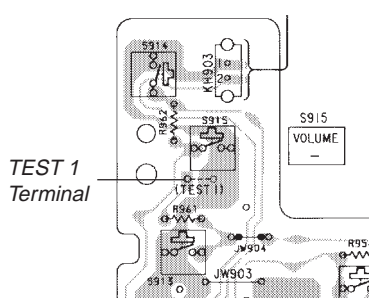 S914
KH903
1
2
R962
S915
S915
VOLUME
–
TEST 1
Terminal
(TEST1)
R961
JW904
R95
S913
JW903